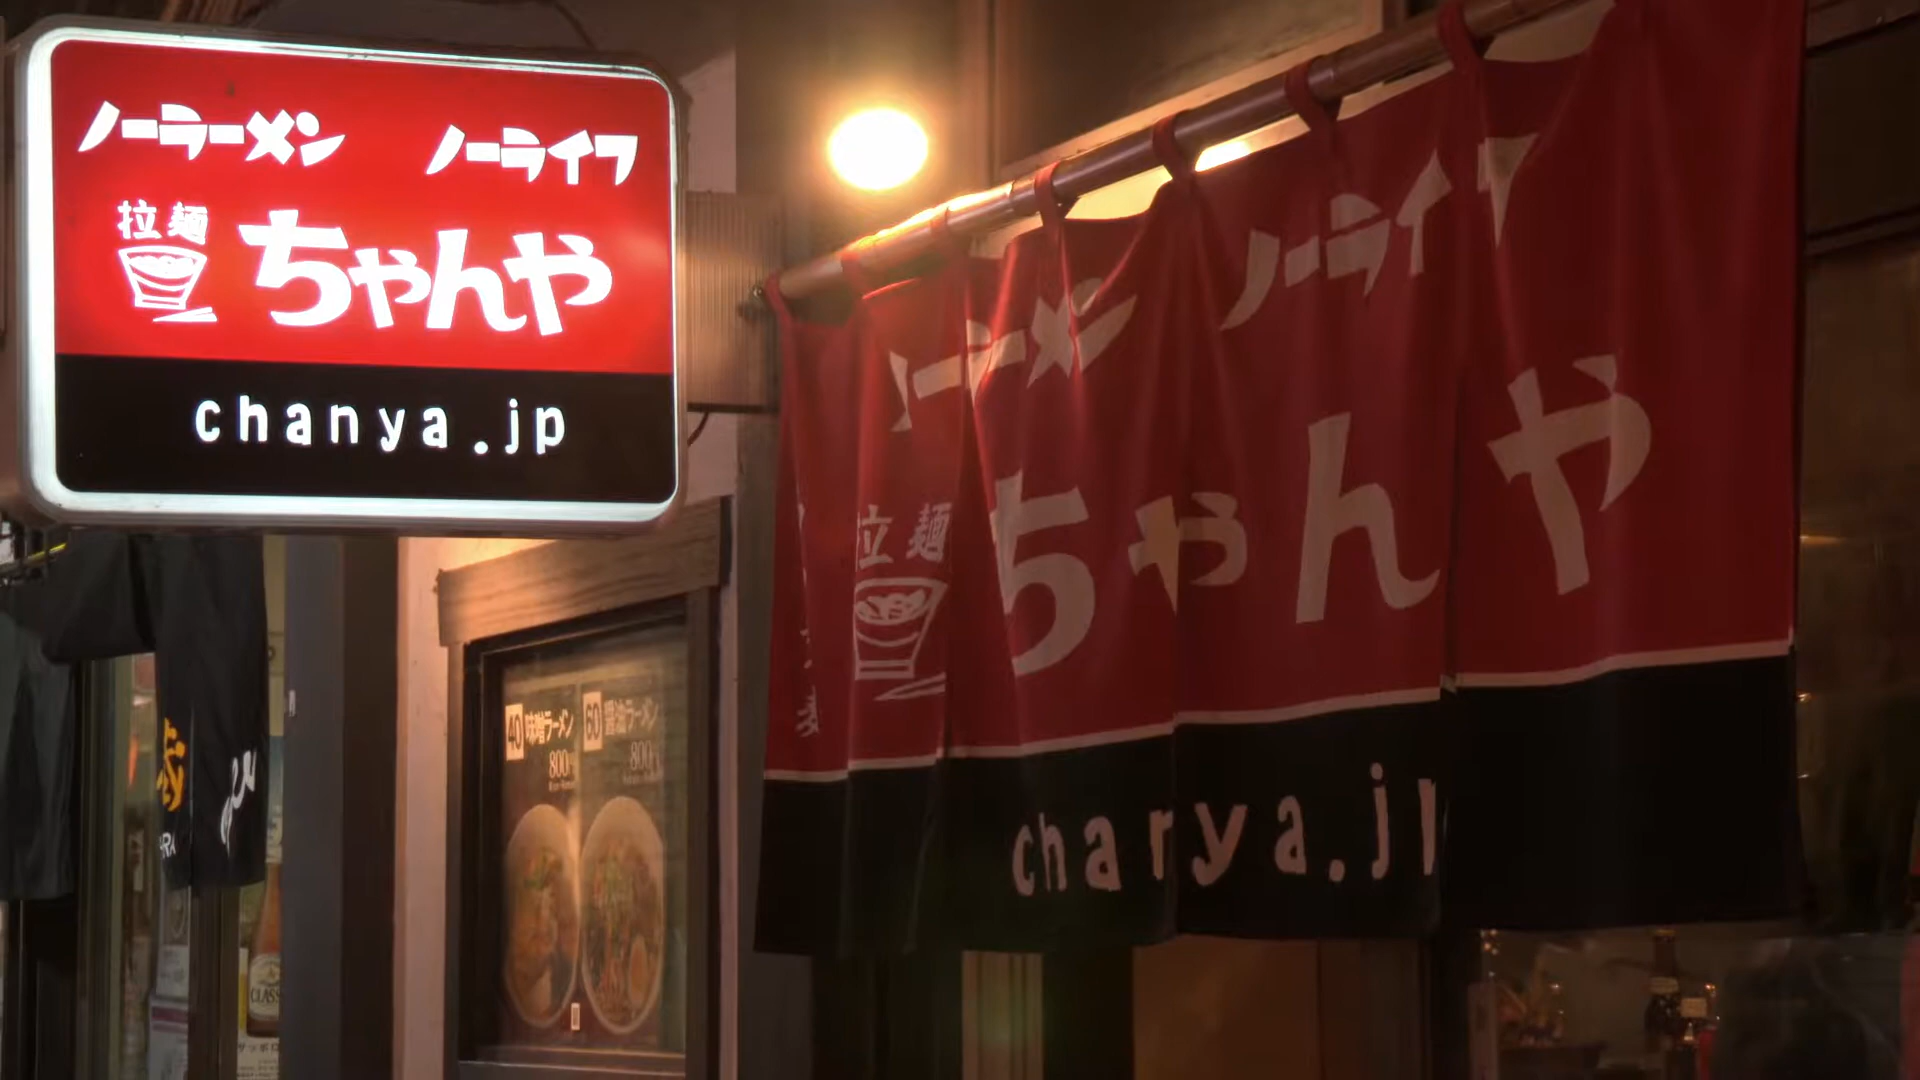 ノーラーメン ノーライフ
拉麺
ちゃんや
chanya.jp
ノーラーメン ノーライフ
拉麺
ちゃんや
chanya.jp
40 味噌ラーメン
800
60 醤油ラーメン
800
CLASS